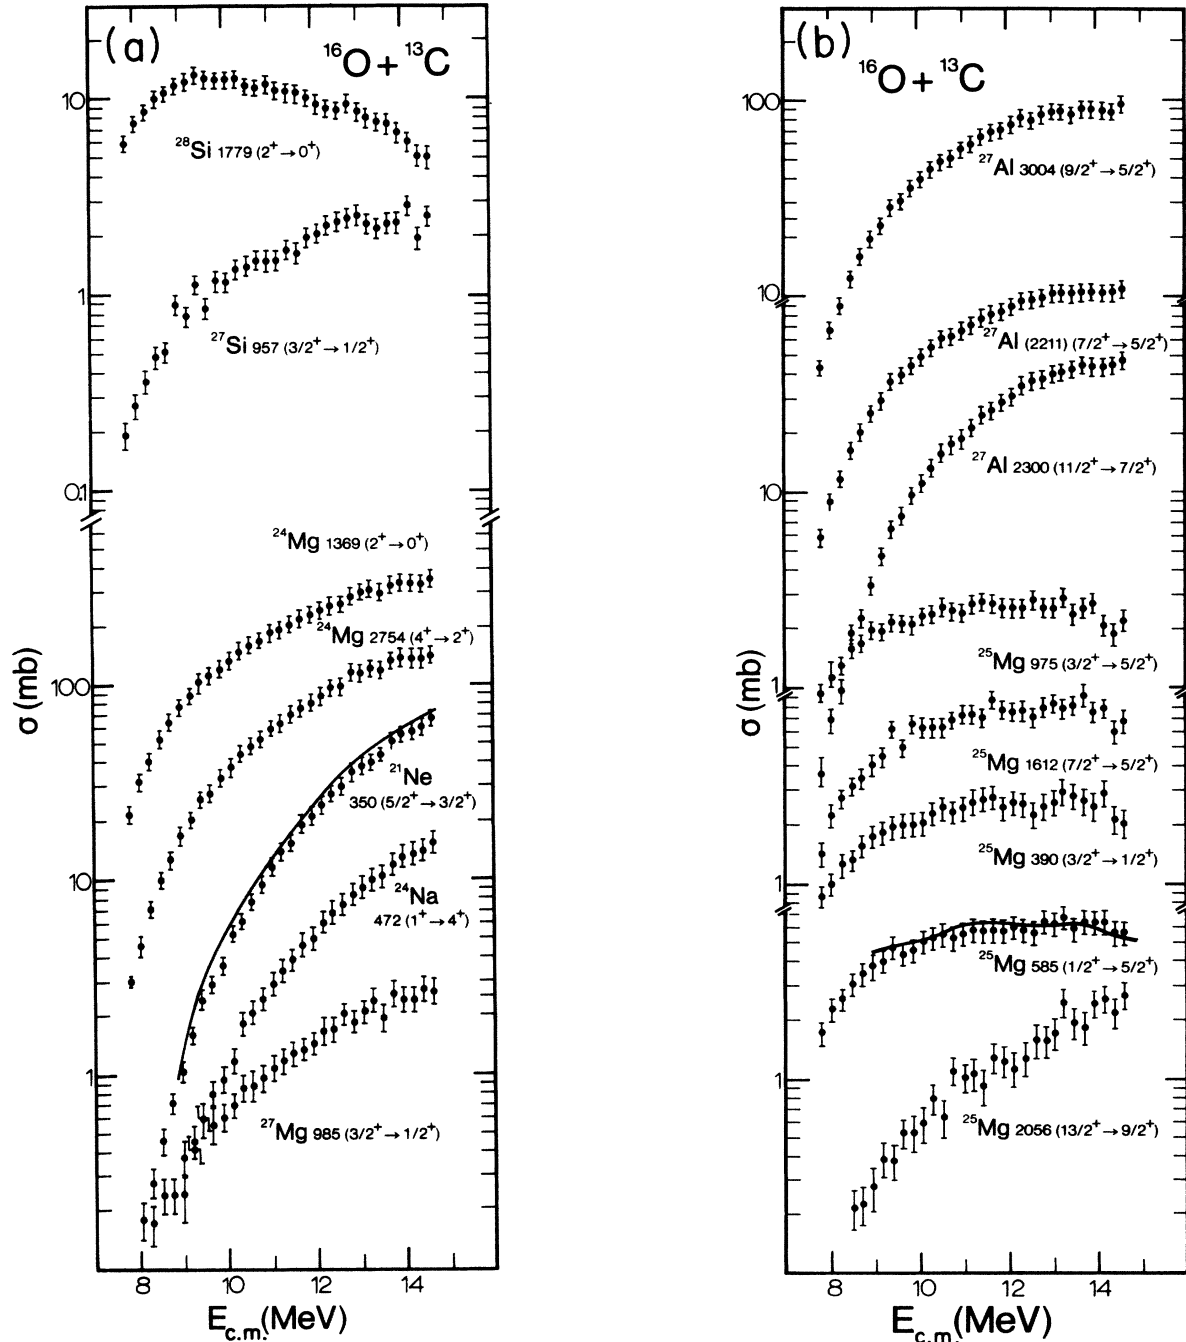 (a)
¹⁶O + ¹³C
10
²⁸Si 1779 (2⁺→0⁺)
1
²⁷Si 957 (3/2⁺→1/2⁺)
0.1
²⁴Mg 1369 (2⁺→0⁺)
²⁴Mg 2754 (4⁺→2⁺)
100
²¹Ne
350 (5/2⁺→3/2⁺)
10
²⁴Na
472 (1⁺→4⁺)
1
²⁷Mg 985 (3/2⁺→1/2⁺)
σ (mb)
8 10 12 14
E c.m. (MeV)
(b)
¹⁶O + ¹³C
100
²⁷Al 3004 (9/2⁺→5/2⁺)
10
²⁷Al (2211) (7/2⁺→5/2⁺)
²⁷Al 2300 (11/2⁺→7/2⁺)
10
²⁵Mg 975 (3/2⁺→5/2⁺)
1
²⁵Mg 1612 (7/2⁺→5/2⁺)
²⁵Mg 390 (3/2⁺→1/2⁺)
1
²⁵Mg 585 (1/2⁺→5/2⁺)
1
²⁵Mg 2056 (13/2⁺→9/2⁺)
σ (mb)
8 10 12 14
E c.m. (MeV)